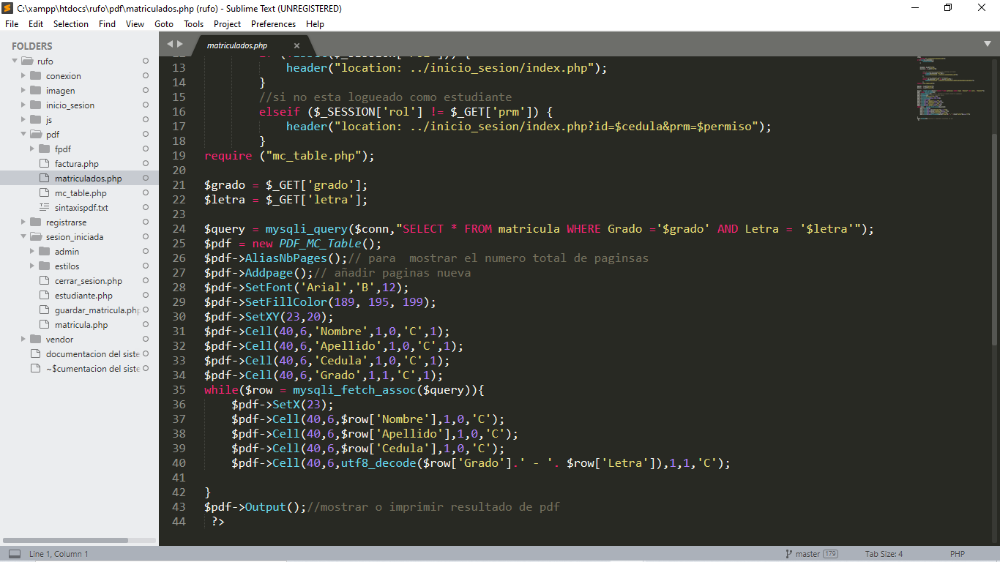 C:\xampp\htdocs\rufo\pdf\matriculados.php (rufo) - Sublime Text (UNREGISTERED)
File Edit Selection Find View Goto Tools Project Preferences Help
FOLDERS
rufo
conexion
imagen
inicio_sesion
js
pdf
fpdf
factura.php
matriculados.php
mc_table.php
sintaxispdf.txt
registrarse
sesion_iniciada
admin
estilos
cerrar_sesion.php
estudiante.php
guardar_matricula.php
matricula.php
vendor
documentacion del siste
~$cumentacion del siste
matriculados.php
13 header("location: ../inicio_sesion/index.php");
14 }
15 //si no esta logueado como estudiante
16 elseif ($_SESSION['rol'] != $_GET['prm']) {
17 header("location: ../inicio_sesion/index.php?id=$cedula&prm=$permiso");
18 }
19 require ("mc_table.php");
20
21 $grado = $_GET['grado'];
22 $letra = $_GET['letra'];
23
24 $query = mysqli_query($conn,"SELECT * FROM matricula WHERE Grado ='$grado' AND Letra = '$letra'");
25 $pdf = new PDF_MC_Table();
26 $pdf->AliasNbPages();// para  mostrar el numero total de paginsas
27 $pdf->Addpage();// añadir paginas nueva
28 $pdf->SetFont('Arial','B',12);
29 $pdf->SetFillColor(189, 195, 199);
30 $pdf->SetXY(23,20);
31 $pdf->Cell(40,6,'Nombre',1,0,'C',1);
32 $pdf->Cell(40,6,'Apellido',1,0,'C',1);
33 $pdf->Cell(40,6,'Cedula',1,0,'C',1);
34 $pdf->Cell(40,6,'Grado',1,1,'C',1);
35 while($row = mysqli_fetch_assoc($query)){
36 $pdf->SetX(23);
37 $pdf->Cell(40,6,$row['Nombre'],1,0,'C');
38 $pdf->Cell(40,6,$row['Apellido'],1,0,'C');
39 $pdf->Cell(40,6,$row['Cedula'],1,0,'C');
40 $pdf->Cell(40,6,utf8_decode($row['Grado'].' - '. $row['Letra']),1,1,'C');
41
42 }
43 $pdf->Output();//mostrar o imprimir resultado de pdf
44 ?>
Line 1, Column 1 master 179 Tab Size: 4 PHP